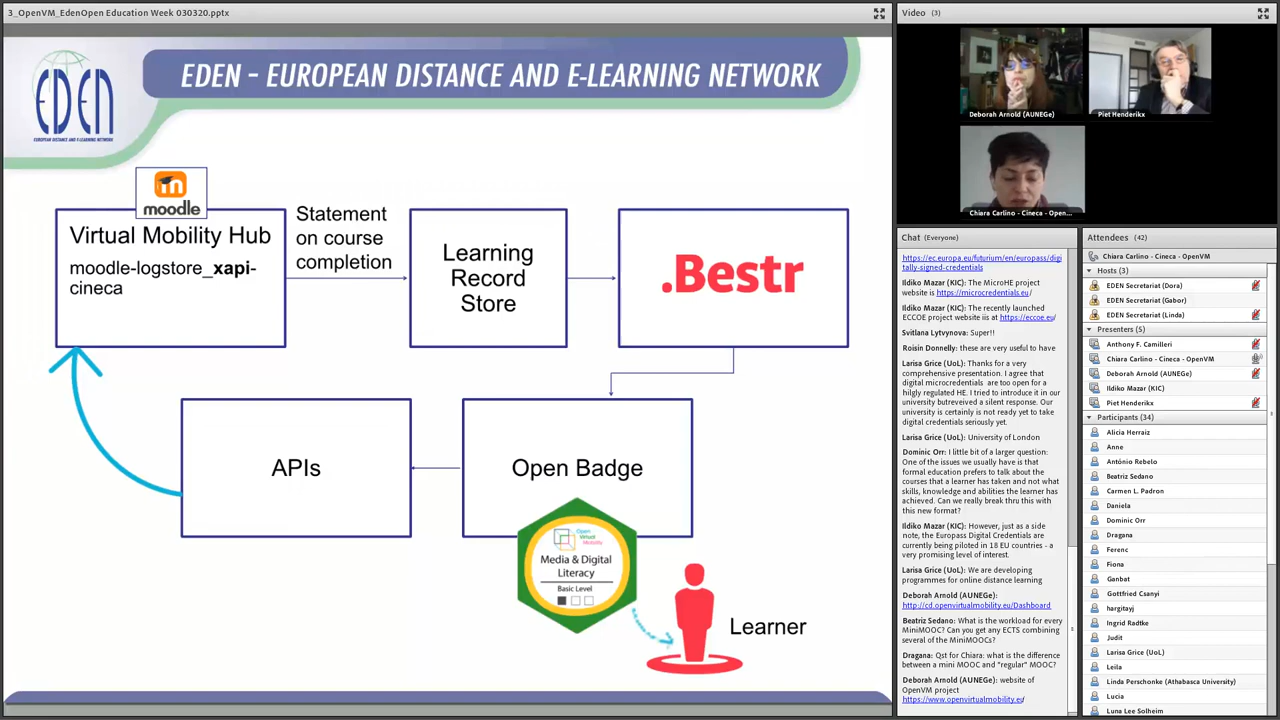 3_OpenVM_EdenOpen Education Week 030320.pptx
EDEN
EUROPEAN DISTANCE AND E-LEARNING NETWORK
EDEN - EUROPEAN DISTANCE AND E-LEARNING NETWORK
moodle
Virtual Mobility Hub
moodle-logstore_xapi-
cineca
Statement
on course
completion
Learning
Record
Store
.Bestr
APIs
Open Badge
Open
Virtual
Mobility
Media & Digital
Literacy
Basic Level
Learner
Video (3)
Deborah Arnold (AUNEGe)
Piet Henderikx
Chiara Carlino - Cineca - Open...
Chat (Everyone)
https://ec.europa.eu/futurium/en/europass/digi
tally-signed-credentials
Ildiko Mazar (KIC): The MicroHE project
website is https://microcredentials.eu/
Ildiko Mazar (KIC): The recently launched
ECCOE project website iis at https://eccoe.eu/
Svitlana Lytvynova: Super!!
Roisin Donnelly: these are very useful to have
Larisa Grice (UoL): Thanks for a very
comprehensive presentation. I agree that
digital microcredentials are too open for a
hilgly regulated HE. I tried to introduce it in our
university butreveived a silent response. Our
university is certainly is not ready yet to take
digital credentials seriously yet.
Larisa Grice (UoL): University of London
Dominic Orr: I little bit of a larger question:
One of the issues we usually have is that
formal education prefers to talk about the
courses that a learner has taken and not what
skills, knowledge and abilities the learner has
achieved. Can we really break thru this with
this new format?
Ildiko Mazar (KIC): However, just as a side
note, the Europass Digital Credentials are
currently being piloted in 18 EU countries - a
very promising level of interest.
Larisa Grice (UoL): We are developing
programmes for online distance learning
Deborah Arnold (AUNEGe):
http://cd.openvirtualmobility.eu/Dashboard
Beatriz Sedano: What is the workload for every
MiniMOOC? Can you get any ECTS combining
several of the MiniMOOCs?
Dragana: Qst for Chiara: what is the difference
between a mini MOOC and "regular" MOOC?
Deborah Arnold (AUNEGe): website of
OpenVM project
https://www.openvirtualmobility.eu/
Attendees (42)
Chiara Carlino - Cineca - OpenVM
Hosts (3)
EDEN Secretariat (Dora)
EDEN Secretariat (Gabor)
EDEN Secretariat (Linda)
Presenters (5)
Anthony F. Camilleri
Chiara Carlino - Cineca - OpenVM
Deborah Arnold (AUNEGe)
Ildiko Mazar (KIC)
Piet Henderikx
Participants (34)
Alicia Herraiz
Anne
António Rebelo
Beatriz Sedano
Carmen L. Padron
Daniela
Dominic Orr
Dragana
Ferenc
Fiona
Ganbat
Gottfried Csanyi
hargitayj
Ingrid Radtke
Judit
Larisa Grice (UoL)
Leila
Linda Perschonke (Athabasca University)
Lucia
Luna Lee Solheim